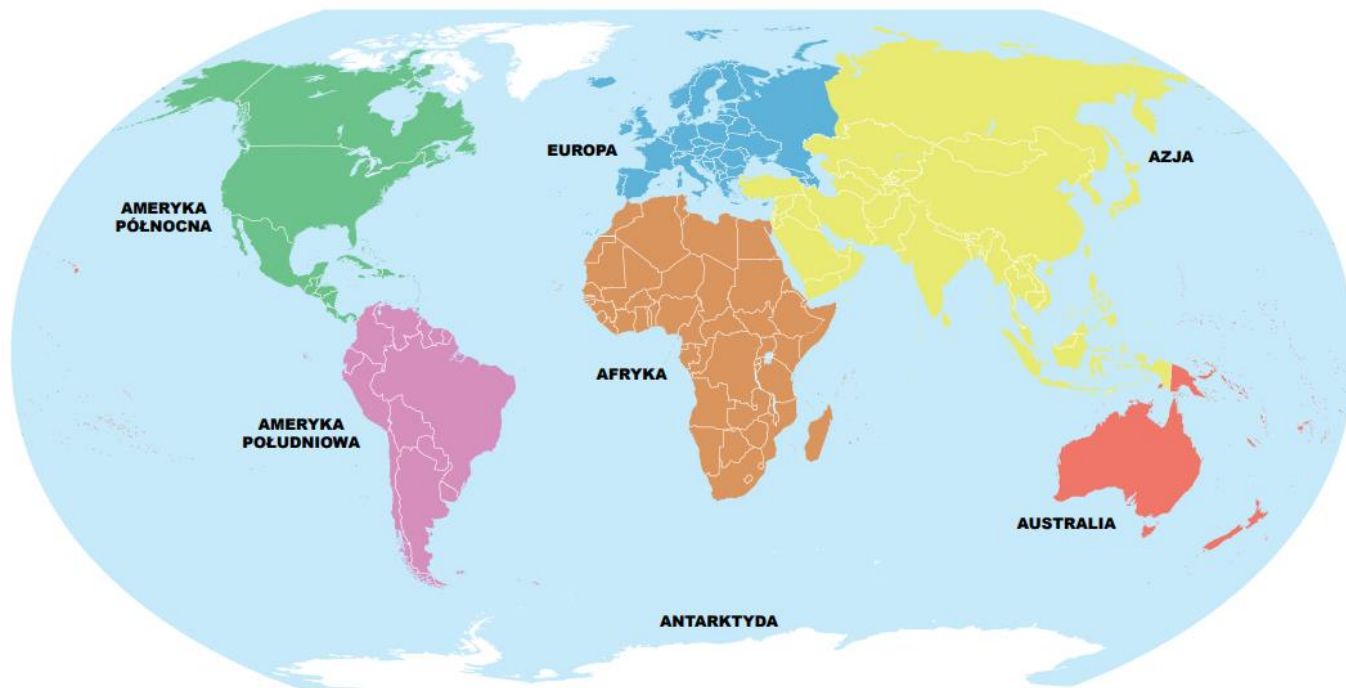 EUROPA
AZJA
AMERYKA
PÓŁNOCNA
AFRYKA
AMERYKA
POŁUDNIOWA
AUSTRALIA
ANTARKTYDA